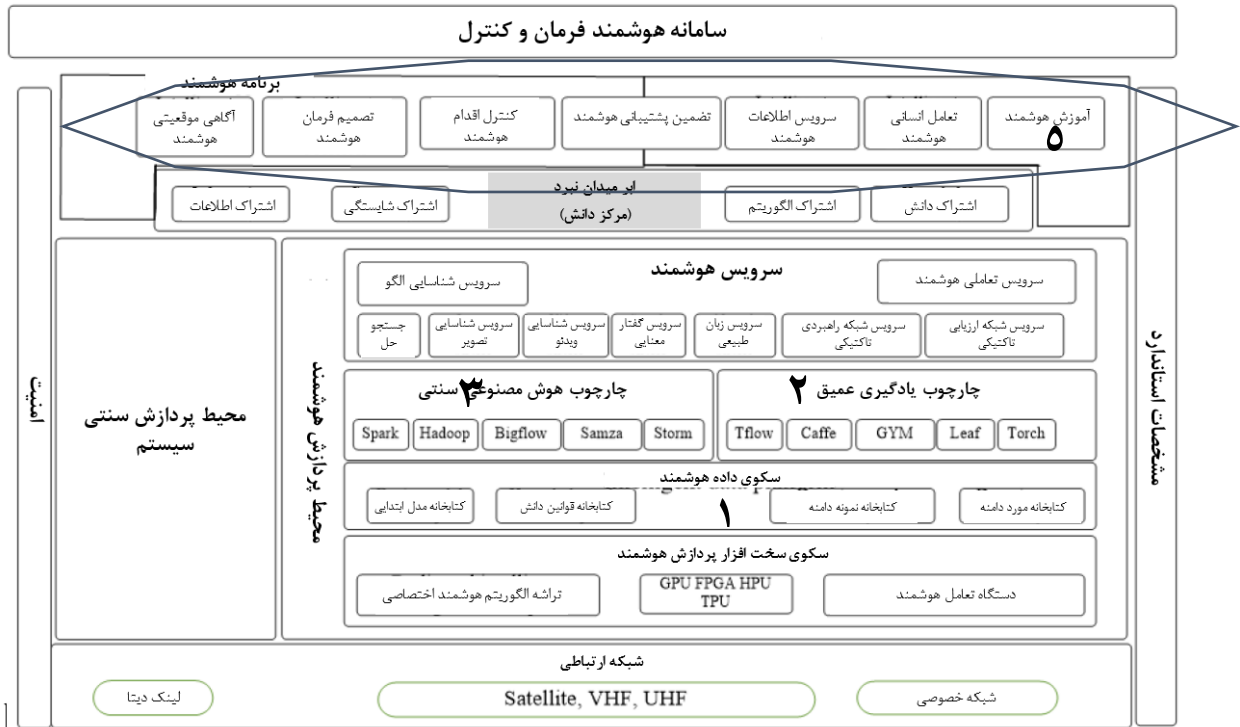 سامانه هوشمند فرمان و کنترل
برنامه هوشمند
آموزش هوشمند
۵
تعامل انسانی
هوشمند
سرویس اطلاعات
هوشمند
تضمین پشتیبانی هوشمند
کنترل اقدام
هوشمند
تصمیم فرمان
هوشمند
آگاهی موقعیتی
هوشمند
اشتراک دانش
اشتراک الگوریتم
ابر میدان نبرد
(مرکز دانش)
اشتراک شایستگی
اشتراک اطلاعات
مشخصات استاندارد
امنیت
محیط پردازش سنتی
سیستم
محیط پردازش هوشمند
سرویس هوشمند
سرویس تعاملی هوشمند
سرویس شناسایی الگو
سرویس شبکه ارزیابی
تاکتیکی
سرویس شبکه راهبردی
تاکتیکی
سرویس زبان
طبیعی
سرویس گفتار
معنایی
سرویس شناسایی
ویدئو
سرویس شناسایی
تصویر
جستجو
حل
چارچوب یادگیری عمیق
۲
Tflow
Caffe
GYM
Leaf
Torch
چارچوب هوش مصنوعی سنتی
۳
Spark
Hadoop
Bigflow
Samza
Storm
سکوی داده هوشمند
۱
کتابخانه مورد دامنه
کتابخانه نمونه دامنه
کتابخانه قوانین دانش
کتابخانه مدل ابتدایی
سکوی سخت افزار پردازش هوشمند
دستگاه تعامل هوشمند
GPU FPGA HPU
TPU
تراشه الگوریتم هوشمند اختصاصی
شبکه ارتباطی
شبکه خصوصی
Satellite, VHF, UHF
لینک دیتا